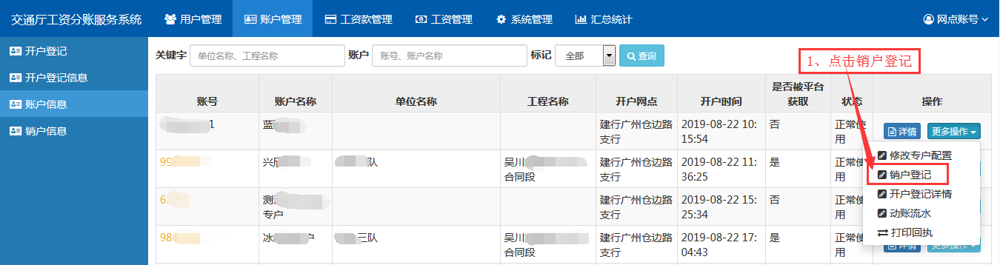 交通厅工资分账服务系统 用户管理 账户管理 工资款管理 工资管理 系统管理 汇总统计 网点账号
开户登记
开户登记信息
账户信息
销户信息
关键字 单位名称、工程名称 账户 账号、账户名称 标记 全部 查询
1、点击销户登记
账号 账户名称 单位名称 工程名称 开户网点 开户时间 是否被平台获取 状态 操作
1 蓝 建行广州仓边路 2019-08-22 10: 否 正常使
支行 15:54 用
详情 更多操作
99 兴 队 吴川 建行广州仓边路 2019-08-22 11: 是 正常使
合同段 支行 36:25 用
6 测 建行广州仓边路 2019-08-22 15: 否 正常使
专户 支行 25:34 用
98 冰 户 三队 吴川 建行广州仓边路 2019-08-22 17: 是 正常使
合同段 支行 04:43 用
修改专户配置
销户登记
开户登记详情
动账流水
打印回执
详情 更多操作